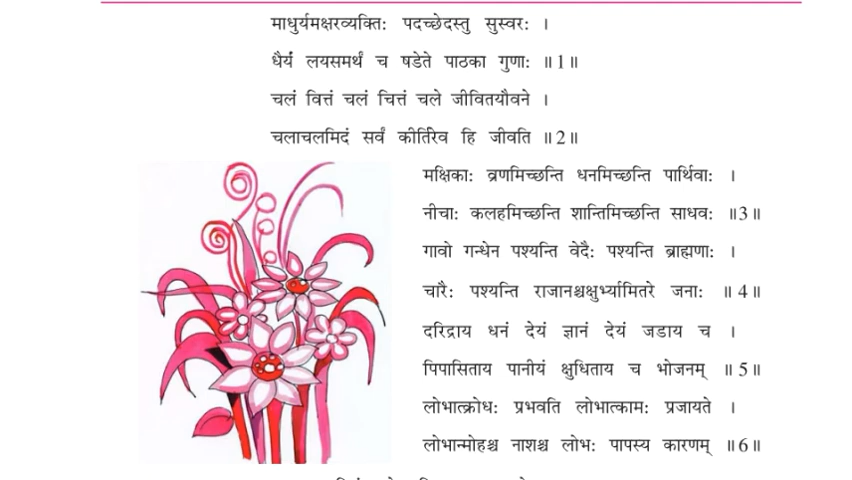 माधुर्यमक्षरव्यक्तिः पदच्छेदस्तु सुस्वरः ।
धैर्यं लयसमर्थं च षडेते पाठका गुणाः ॥1॥
चलं वित्तं चलं चित्तं चले जीवितयौवने ।
चलाचलमिदं सर्वं कीर्तिरेव हि जीवति ॥2॥
मक्षिकाः व्रणमिच्छन्ति धनमिच्छन्ति पार्थिवाः ।
नीचाः कलहमिच्छन्ति शान्तिमिच्छन्ति साधवः ॥3॥
गावो गन्धेन पश्यन्ति वेदैः पश्यन्ति ब्राह्मणाः ।
चारैः पश्यन्ति राजानश्चक्षुर्भ्यामितरे जनाः ॥ 4॥
दरिद्राय धनं देयं ज्ञानं देयं जडाय च ।
पिपासिताय पानीयं क्षुधिताय च भोजनम् ॥ 5॥
लोभात्क्रोधः प्रभवति लोभात्कामः प्रजायते ।
लोभान्मोहश्च नाशश्च लोभः पापस्य कारणम् ॥6॥